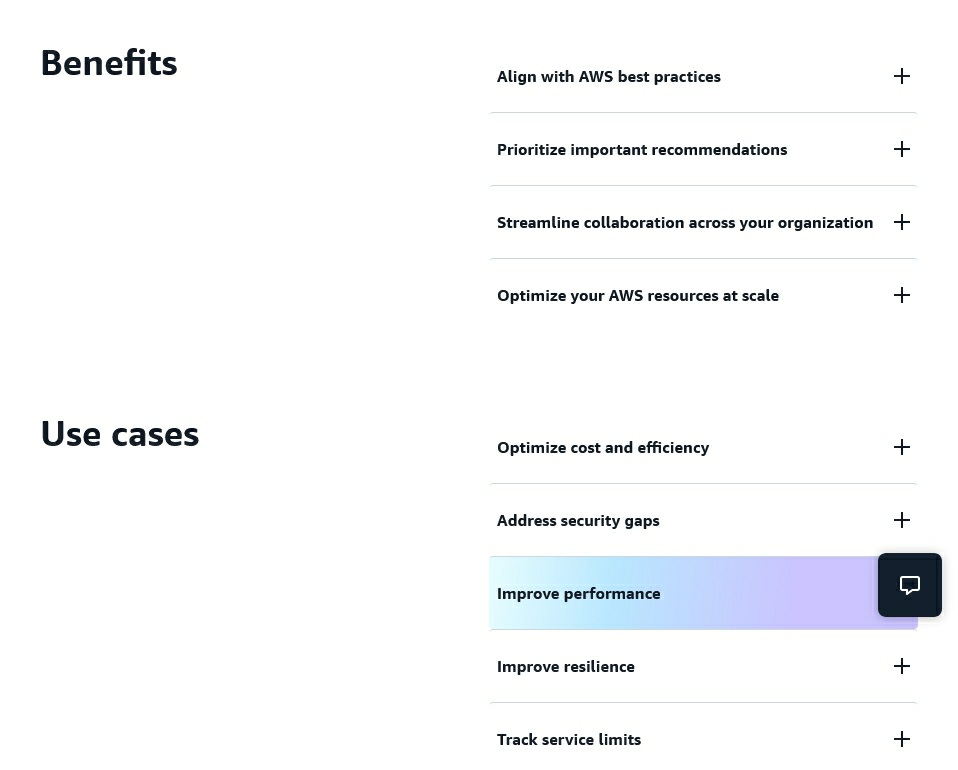 Benefits
Align with AWS best practices
Prioritize important recommendations
Streamline collaboration across your organization
Optimize your AWS resources at scale
Use cases
Optimize cost and efficiency
Address security gaps
Improve performance
Improve resilience
Track service limits